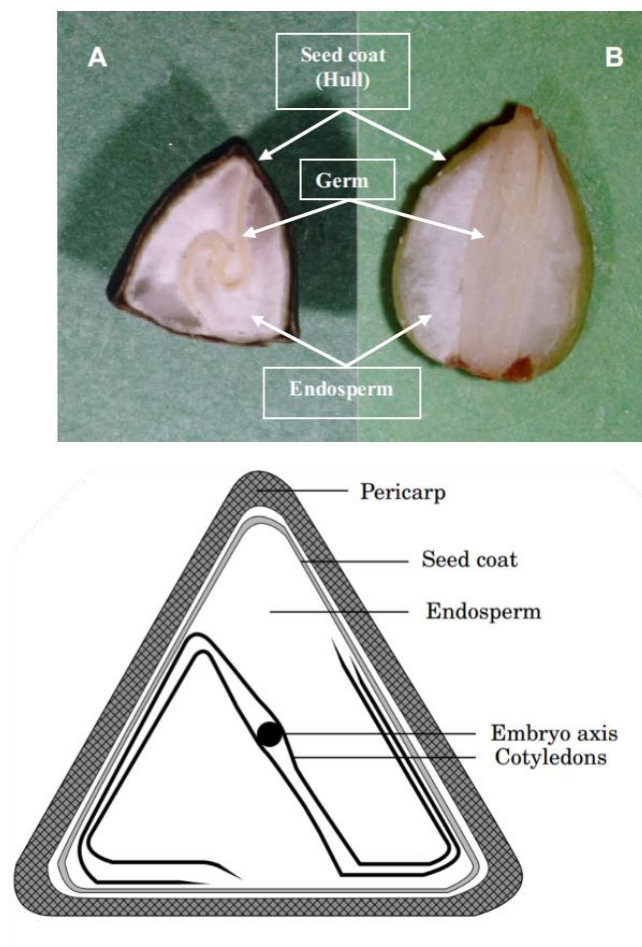 A
Seed coat
(Hull)
B
Germ
Endosperm
Pericarp
Seed coat
Endosperm
Embryo axis
Cotyledons